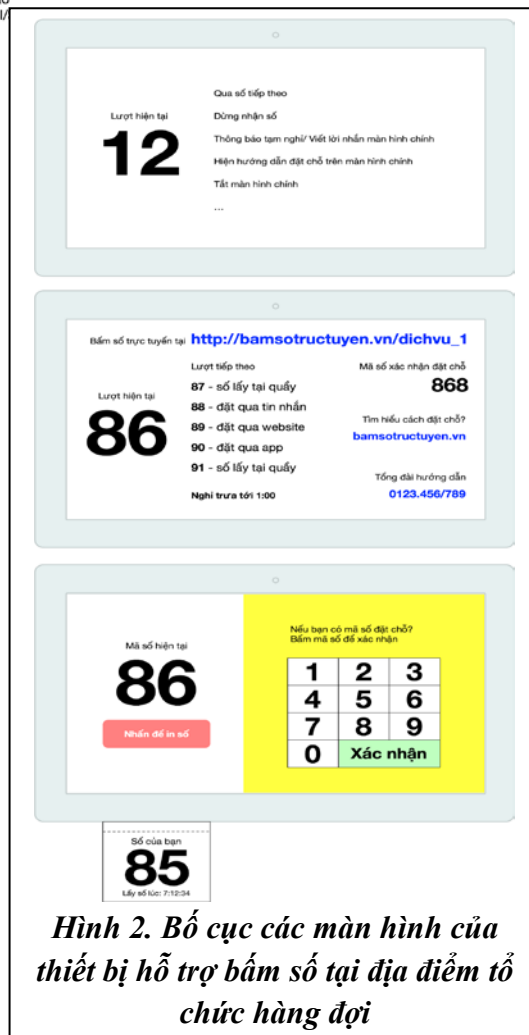 Qua số tiếp theo
Lượt hiện tại
Dừng nhận số
12
Thông báo tạm nghỉ/ Viết lời nhắn màn hình chính
Hiện hướng dẫn đặt chỗ trên màn hình chính
Tắt màn hình chính
...
Bấm số trực tuyến tại http://bamsotructuyen.vn/dichvu_1
Lượt hiện tại
86
Lượt tiếp theo
87 - số lấy tại quầy
88 - đặt qua tin nhắn
89 - đặt qua website
90 - đặt qua app
91 - số lấy tại quầy
Nghỉ trưa tới 1:00
Mã số xác nhận đặt chỗ
868
Tìm hiểu cách đặt chỗ?
bamsotructuyen.vn
Tổng đài hướng dẫn
0123.456/789
Mã số hiện tại
86
Nhấn để in số
Nếu bạn có mã số đặt chỗ?
Bấm mã số để xác nhận
1 2 3
4 5 6
7 8 9
0 Xác nhận
Số của bạn
85
Lấy số lúc: 7:12:34
Hình 2. Bố cục các màn hình của
thiết bị hỗ trợ bấm số tại địa điểm tổ
chức hàng đợi